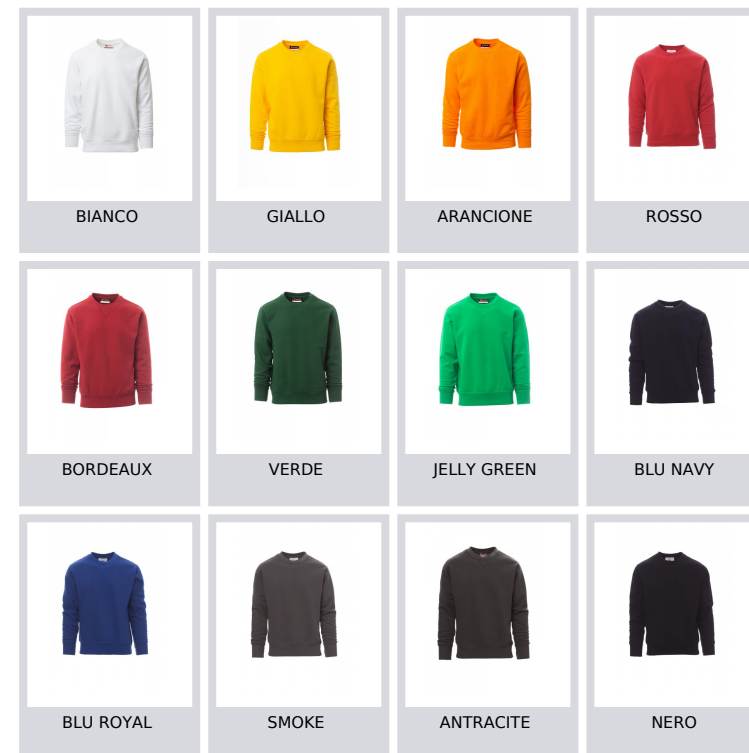 BIANCO
GIALLO
ARANCIONE
ROSSO
BORDEAUX
VERDE
JELLY GREEN
BLU NAVY
BLU ROYAL
SMOKE
ANTRACITE
NERO